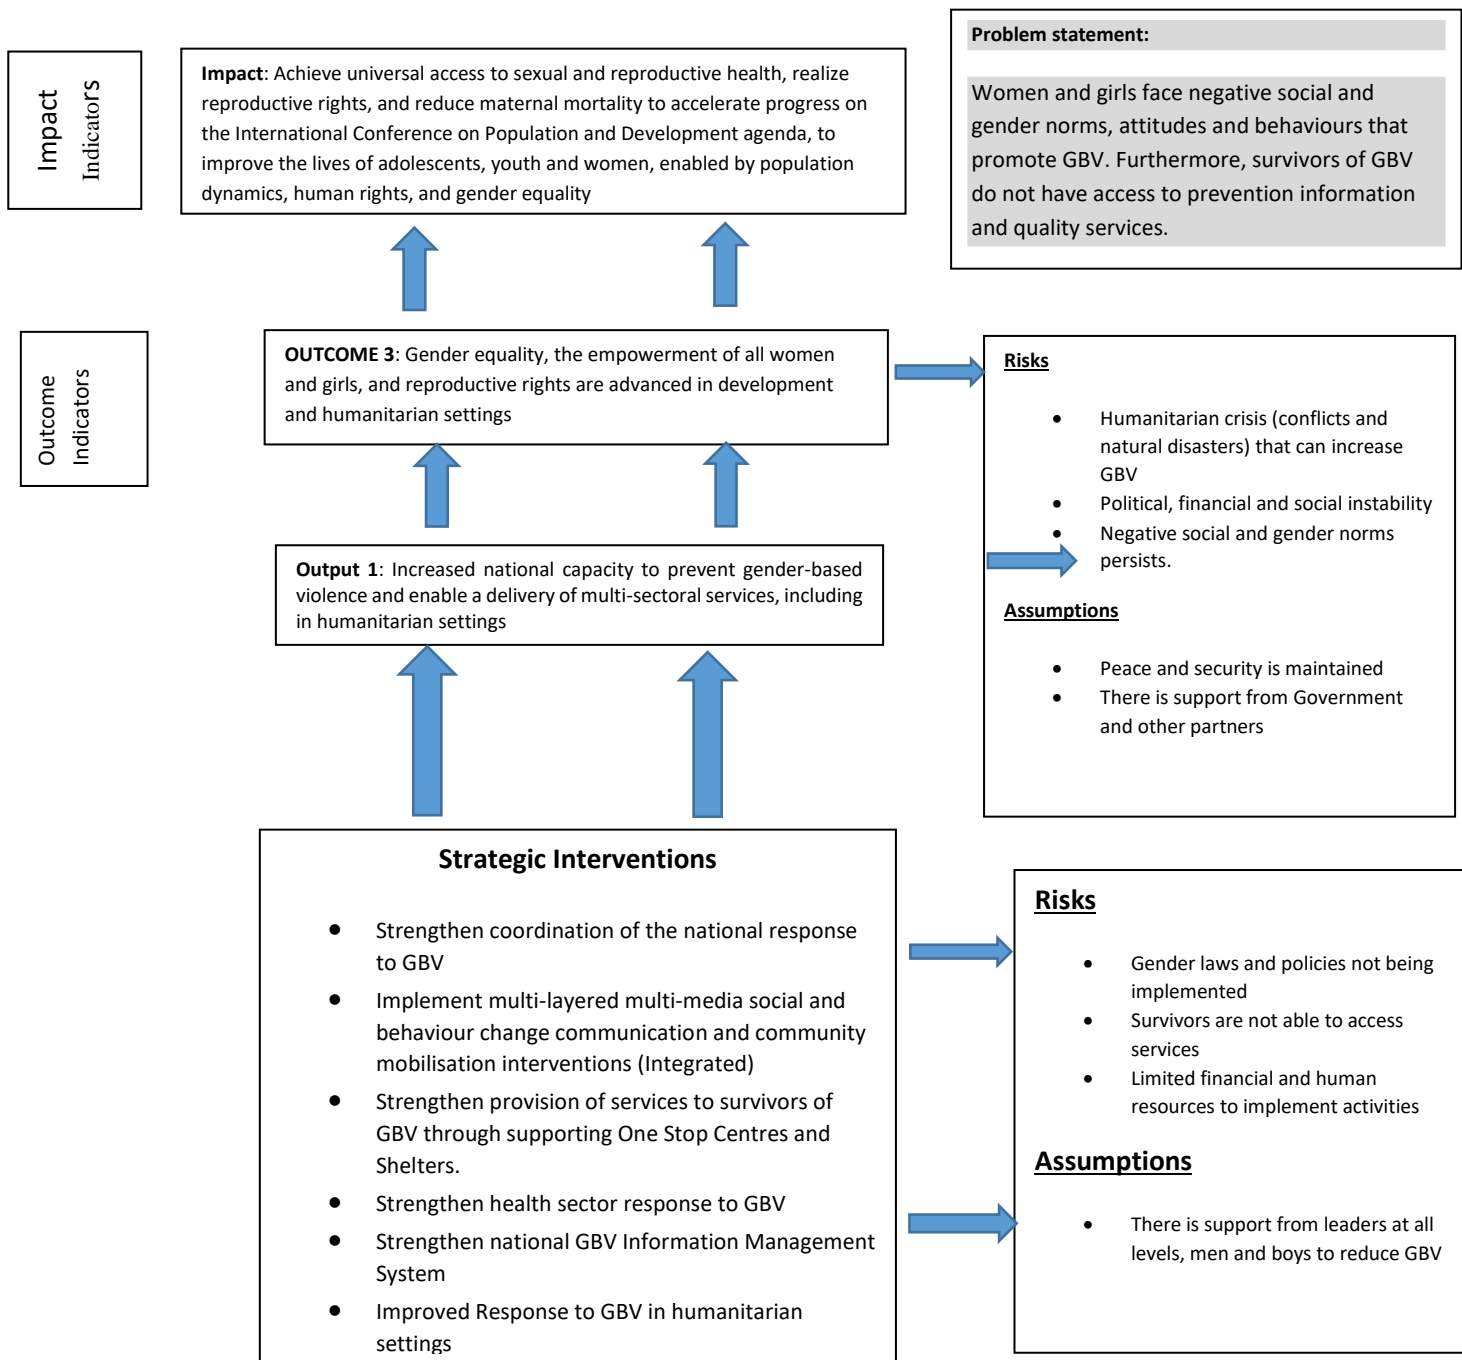 Impact
Indicators
Impact: Achieve universal access to sexual and reproductive health, realize
reproductive rights, and reduce maternal mortality to accelerate progress on
the International Conference on Population and Development agenda, to
improve the lives of adolescents, youth and women, enabled by population
dynamics, human rights, and gender equality
Problem statement:
Women and girls face negative social and
gender norms, attitudes and behaviours that
promote GBV. Furthermore, survivors of GBV
do not have access to prevention information
and quality services.
Outcome
Indicators
OUTCOME 3: Gender equality, the empowerment of all women
and girls, and reproductive rights are advanced in development
and humanitarian settings
Risks
• Humanitarian crisis (conflicts and
natural disasters) that can increase
GBV
• Political, financial and social instability
• Negative social and gender norms
persists.
Assumptions
• Peace and security is maintained
• There is support from Government
and other partners
Output 1: Increased national capacity to prevent gender-based
violence and enable a delivery of multi-sectoral services, including
in humanitarian settings
Strategic Interventions
• Strengthen coordination of the national response
to GBV
• Implement multi-layered multi-media social and
behaviour change communication and community
mobilisation interventions (Integrated)
• Strengthen provision of services to survivors of
GBV through supporting One Stop Centres and
Shelters.
• Strengthen health sector response to GBV
• Strengthen national GBV Information Management
System
• Improved Response to GBV in humanitarian
settings
Risks
• Gender laws and policies not being
implemented
• Survivors are not able to access
services
• Limited financial and human
resources to implement activities
Assumptions
• There is support from leaders at all
levels, men and boys to reduce GBV